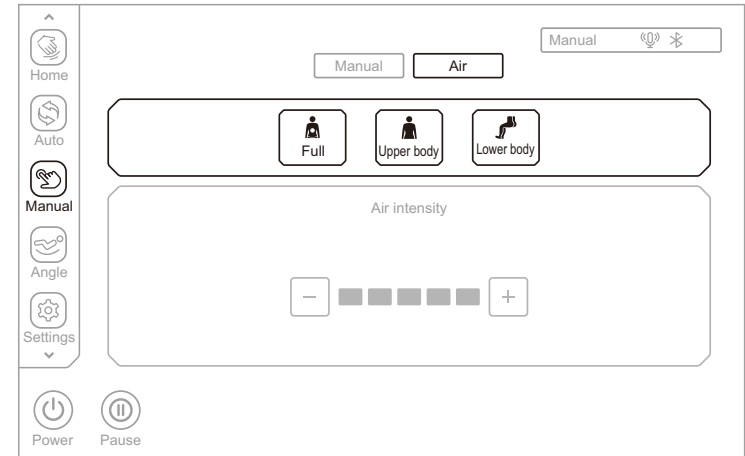 Home
Auto
Manual
Angle
Settings
Power
Pause
Manual
Manual
Air
Full
Upper body
Lower body
Air intensity